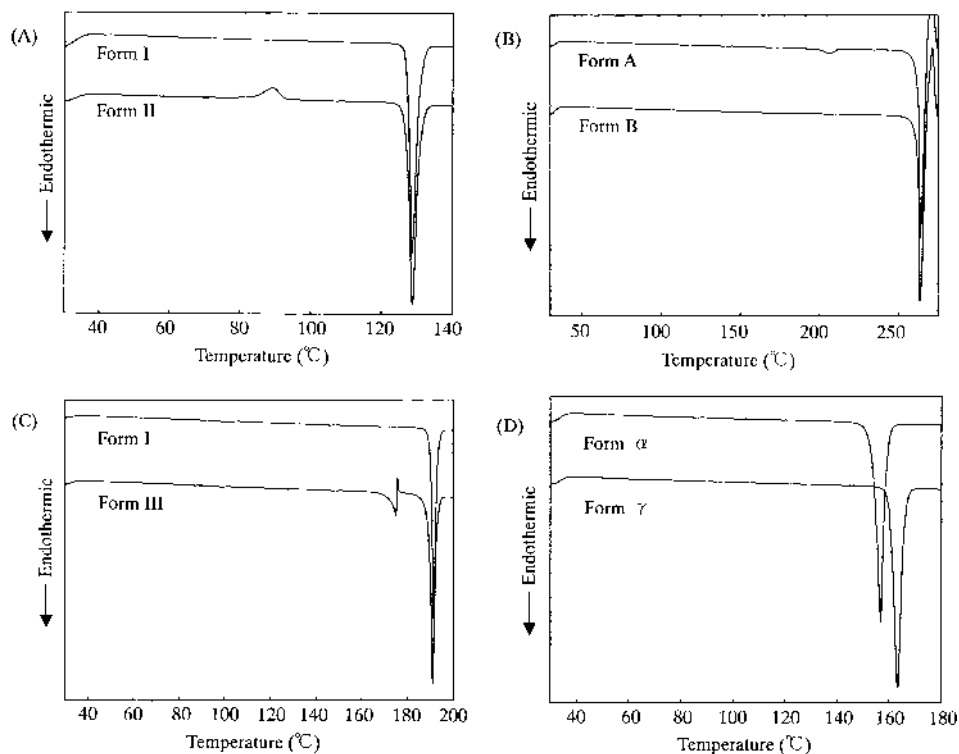 (A)
Form I
Form II
Endothermic
40 60 80 100 120 140
Temperature (℃)
(B)
Form A
Form B
Endothermic
50 100 150 200 250
Temperature (℃)
(C)
Form I
Form III
Endothermic
40 60 80 100 120 140 160 180 200
Temperature (℃)
(D)
Form α
Form γ
Endothermic
40 60 80 100 120 140 160 180
Temperature (℃)